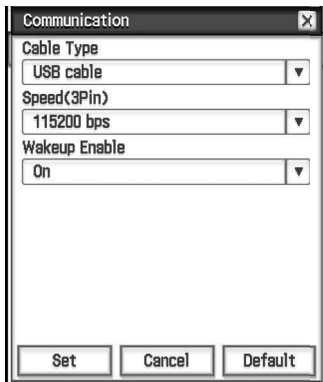 Communication
Cable Type
USB cable
Speed(3Pin)
115200 bps
Wakeup Enable
On
Set Cancel Default